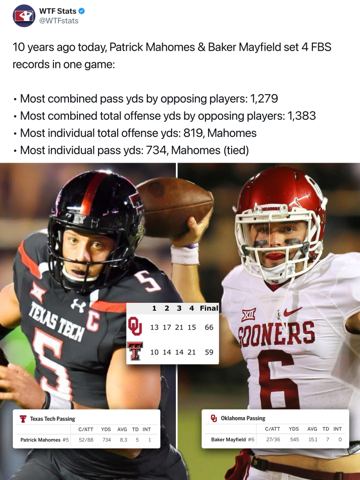 WTF Stats
@WTFstats
10 years ago today, Patrick Mahomes & Baker Mayfield set 4 FBS
records in one game:
• Most combined pass yds by opposing players: 1,279
• Most combined total offense yds by opposing players: 1,383
• Most individual total offense yds: 819, Mahomes
• Most individual pass yds: 734, Mahomes (tied)
5
C
TEXAS TECH
5
XII
SOONERS
6
1 2 3 4 Final
OU 13 17 21 15 66
10 14 14 21 59
Texas Tech Passing
C/ATT YDS AVG TD INT
Patrick Mahomes #5 52/88 734 8.3 5 1
Oklahoma Passing
C/ATT YDS AVG TD INT
Baker Mayfield #6 27/36 545 15.1 7 0